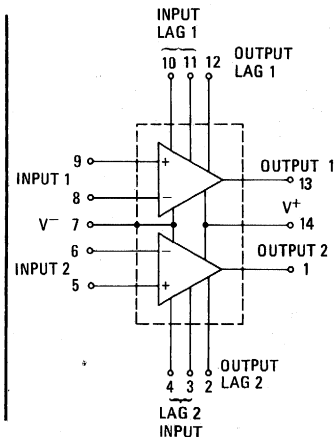 INPUT
LAG 1
OUTPUT
LAG 1
10 11 12
9
+
OUTPUT 1
INPUT 1
13
8
−
V+
V− 7
14
6
−
OUTPUT 2
INPUT 2
1
5
+
4 3 2
OUTPUT
LAG 2
LAG 2
INPUT